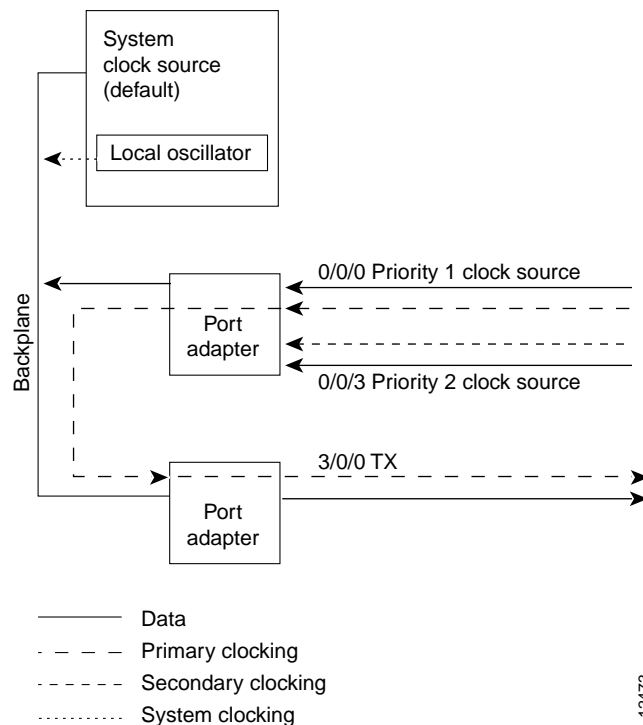 System
clock source
(default)
Local oscillator
Backplane
0/0/0 Priority 1 clock source
Port
adapter
0/0/3 Priority 2 clock source
3/0/0 TX
Port
adapter
Data
Primary clocking
Secondary clocking
System clocking